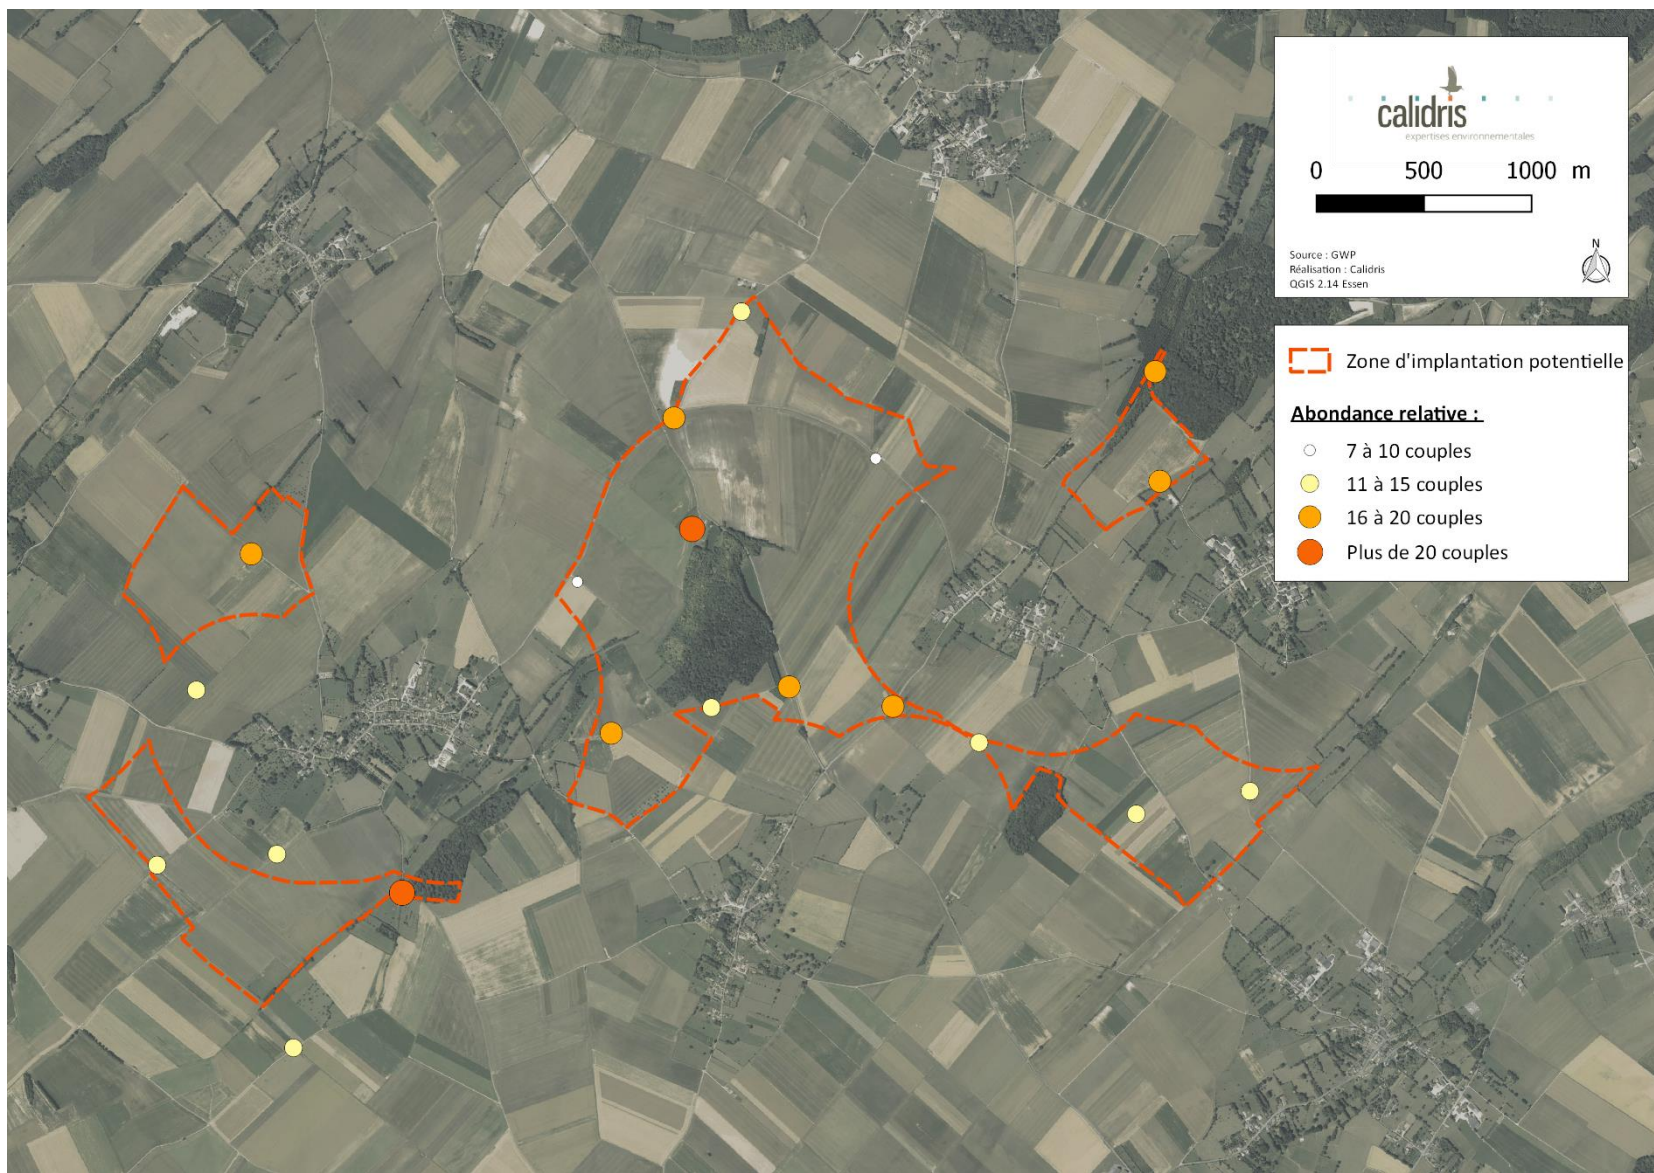 calidris
expertises environnementales
0 500 1000 m
N
Source : GWP
Réalisation : Calidris
QGIS 2.14 Essen
Zone d'implantation potentielle
Abondance relative :
7 à 10 couples
11 à 15 couples
16 à 20 couples
Plus de 20 couples